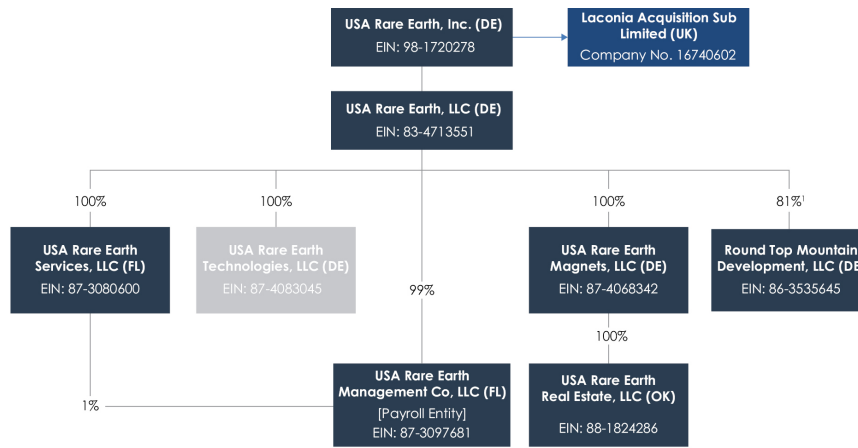 USA Rare Earth, Inc. (DE)
EIN: 98-1720278
Laconia Acquisition Sub
Limited (UK)
Company No. 16740602
USA Rare Earth, LLC (DE)
EIN: 83-4713551
100%
100%
100%
81%¹
USA Rare Earth
Services, LLC (FL)
EIN: 87-3080600
USA Rare Earth
Technologies, LLC (DE)
EIN: 87-4083045
99%
USA Rare Earth
Magnets, LLC (DE)
EIN: 87-4068342
Round Top Mountain
Development, LLC (DE
EIN: 86-3535645
100%
1%
USA Rare Earth
Management Co, LLC (FL)
[Payroll Entity]
EIN: 87-3097681
USA Rare Earth
Real Estate, LLC (OK)
EIN: 88-1824286